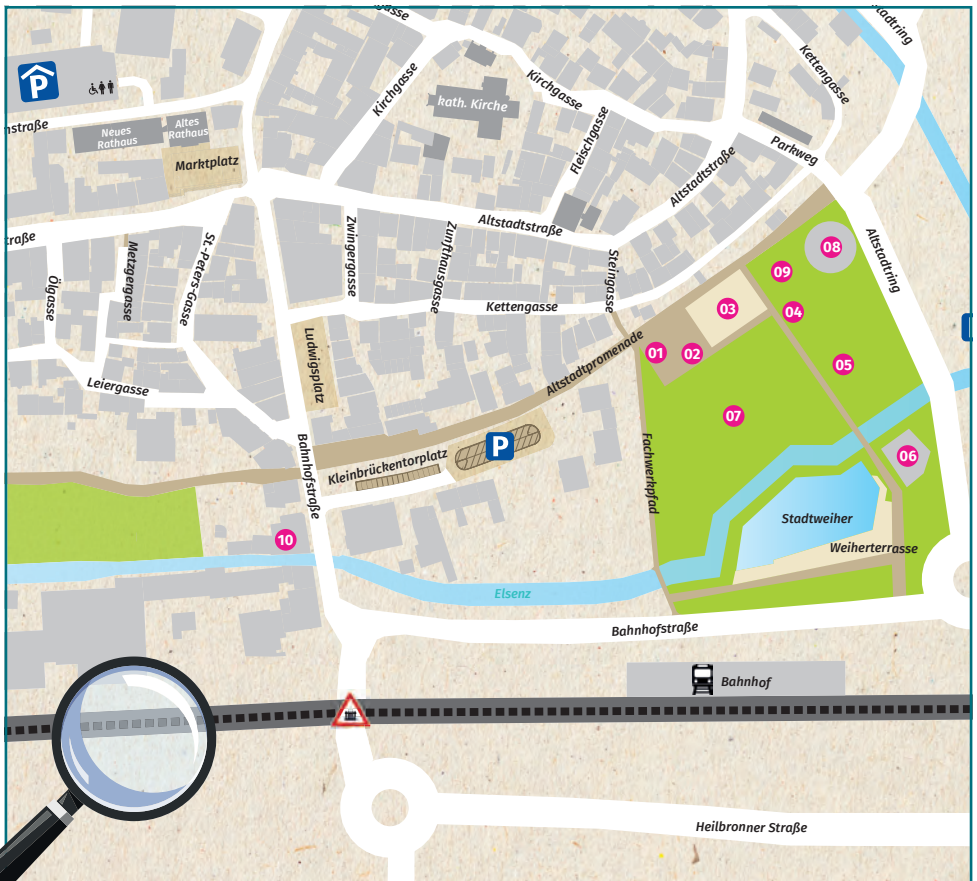 gasse
Stadtring
Kettengasse
P
Kirchgasse
Kirchgasse
kath. Kirche
Fleischgasse
nstraße
Neues
Rathaus
Altes
Rathaus
Marktplatz
Parkweg
Altstadtstraße
Altstadtstraße
traße
Ölgasse
Metzgergasse
St.-Peters-Gasse
Zwingergasse
Zunfthausgasse
Steingasse
Kettengasse
Altstadtring
08
09
03
04
01
02
05
07
06
Ludwigsplatz
Leiergasse
Altstadtpromenade
P
Kleinbrückentorplatz
Bahnhofstraße
Fachwerkpfad
Stadtweiher
Weiherterrasse
10
Elsenz
Bahnhofstraße
Bahnhof
Heilbronner Straße